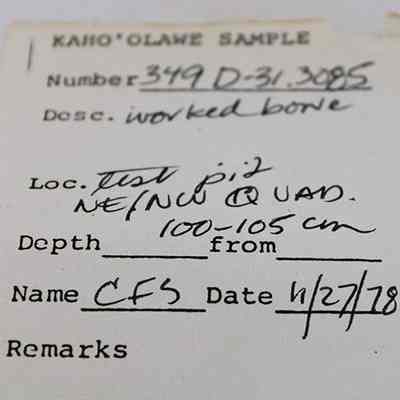 KAHO'OLAWE SAMPLE
Number 349 D-31.3085
Desc. worked bone
Loc. test pit
NE/NW QUAD.
100-105 cm
Depth from
Name CFS Date 11/27/78
Remarks